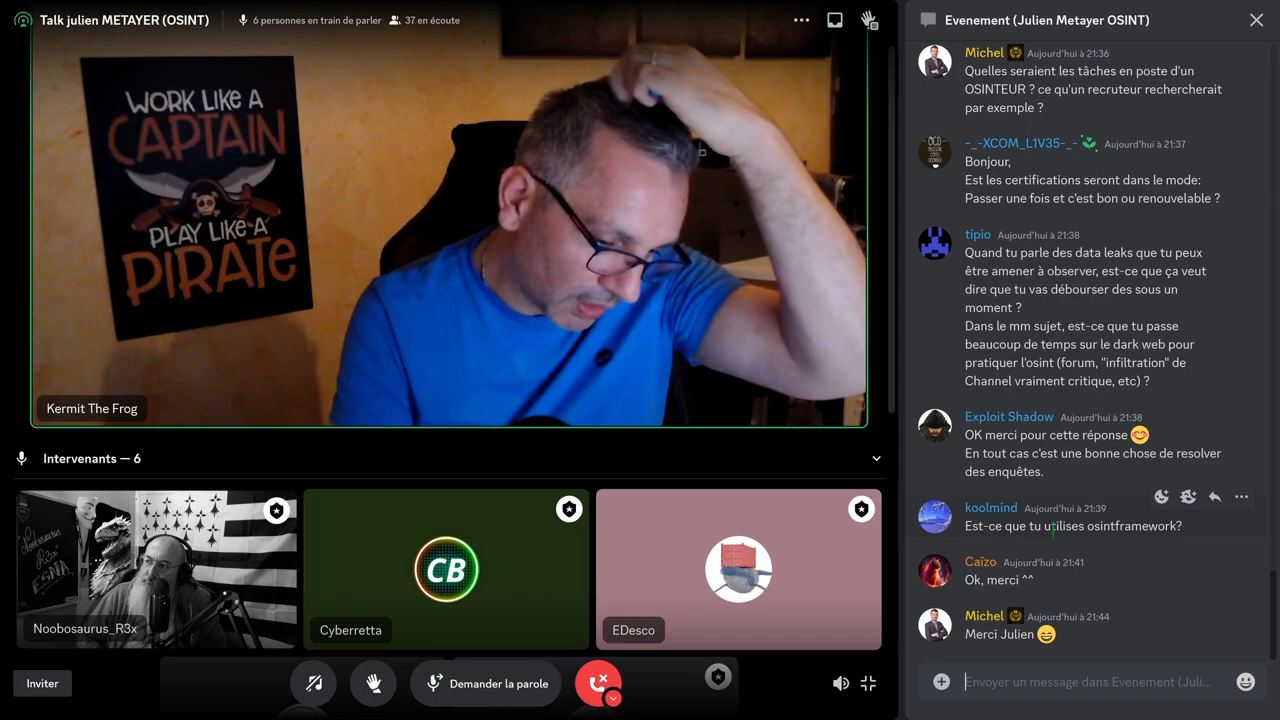 Talk julien METAYER (OSINT)
6 personnes en train de parler
37 en écoute
WORK LIKE A
CAPTAIN
PLAY LIKE A
PIRATE
Kermit The Frog
Intervenants — 6
Noobosaurus_R3x
CB
Cyberretta
EDesco
Inviter
Demander la parole
Evenement (Julien Metayer OSINT)
Michel Aujourd'hui à 21:36
Quelles seraient les tâches en poste d'un
OSINTEUR ? ce qu'un recruteur rechercherait
par exemple ?
-_-XCOM_L1V35-_- Aujourd'hui à 21:37
Bonjour,
Est les certifications seront dans le mode:
Passer une fois et c'est bon ou renouvelable ?
tipio Aujourd'hui à 21:38
Quand tu parle des data leaks que tu peux
être amener à observer, est-ce que ça veut
dire que tu vas débourser des sous un
moment ?
Dans le mm sujet, est-ce que tu passe
beaucoup de temps sur le dark web pour
pratiquer l'osint (forum, "infiltration" de
Channel vraiment critique, etc) ?
Exploit Shadow Aujourd'hui à 21:38
OK merci pour cette réponse 😊
En tout cas c'est une bonne chose de resolver
des enquêtes.
koolmind Aujourd'hui à 21:39
Est-ce que tu utilises osintframework?
Caïzo Aujourd'hui à 21:41
Ok, merci ^^
Michel Aujourd'hui à 21:44
Merci Julien 😄
Envoyer un message dans Evenement (Juli...